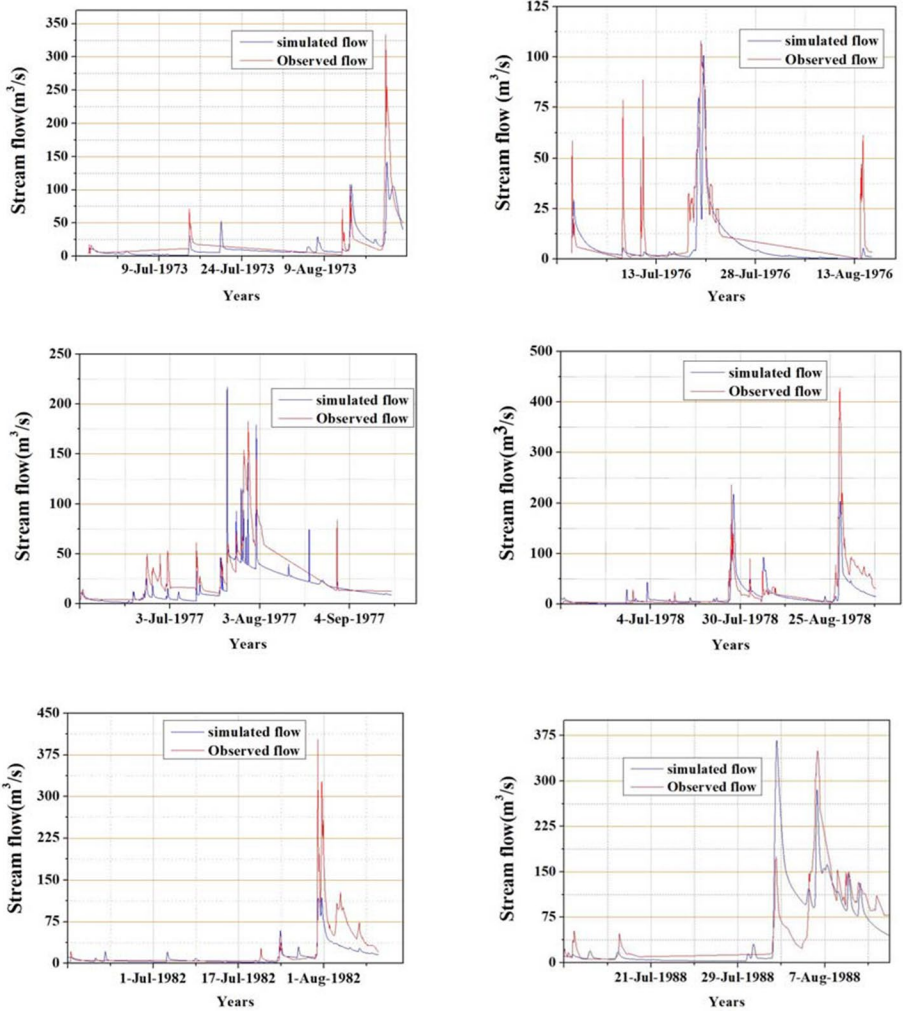 Stream flow(m³/s)
350
300
250
200
150
100
50
0
simulated flow
Observed flow
9-Jul-1973 24-Jul-1973 9-Aug-1973
Years
Stream flow (m³/s)
125
100
75
50
25
0
simulated flow
Observed flow
13-Jul-1976 28-Jul-1976 13-Aug-1976
Years
Stream flow(m³/s)
250
200
150
100
50
0
simulated flow
Observed flow
3-Jul-1977 3-Aug-1977 4-Sep-1977
Years
Stream flow(m3/s)
500
400
300
200
100
0
simulated flow
Observed flow
4-Jul-1978 30-Jul-1978 25-Aug-1978
Years
Stream flow(m³/s)
450
375
300
225
150
75
0
simulated flow
Observed flow
1-Jul-1982 17-Jul-1982 1-Aug-1982
Years
Stream flow(m³/s)
375
300
225
150
75
0
simulated flow
Observed flow
21-Jul-1988 29-Jul-1988 7-Aug-1988
Years